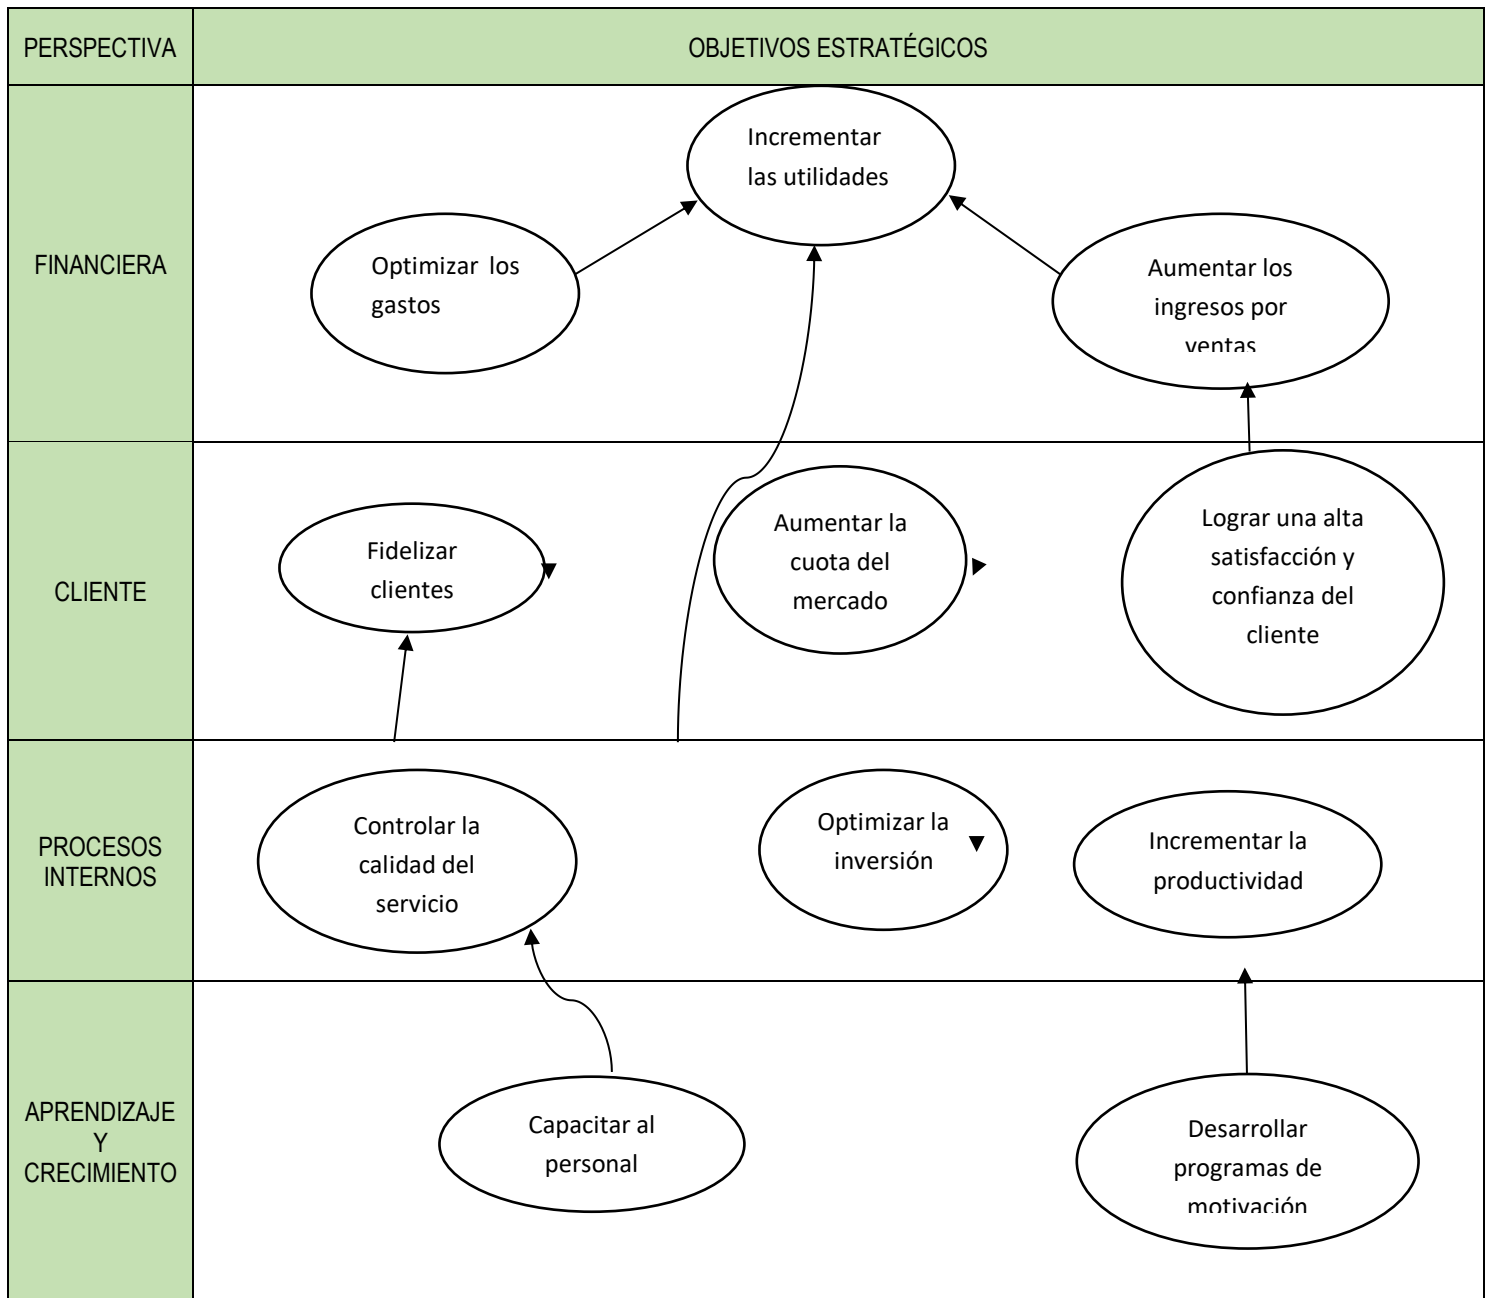 PERSPECTIVA
OBJETIVOS ESTRATÉGICOS
FINANCIERA
Incrementar
las utilidades
Optimizar los
gastos
Aumentar los
ingresos por
ventas
CLIENTE
Fidelizar
clientes
Aumentar la
cuota del
mercado
Lograr una alta
satisfacción y
confianza del
cliente
PROCESOS
INTERNOS
Controlar la
calidad del
servicio
Optimizar la
inversión
Incrementar la
productividad
APRENDIZAJE
Y
CRECIMIENTO
Capacitar al
personal
Desarrollar
programas de
motivación